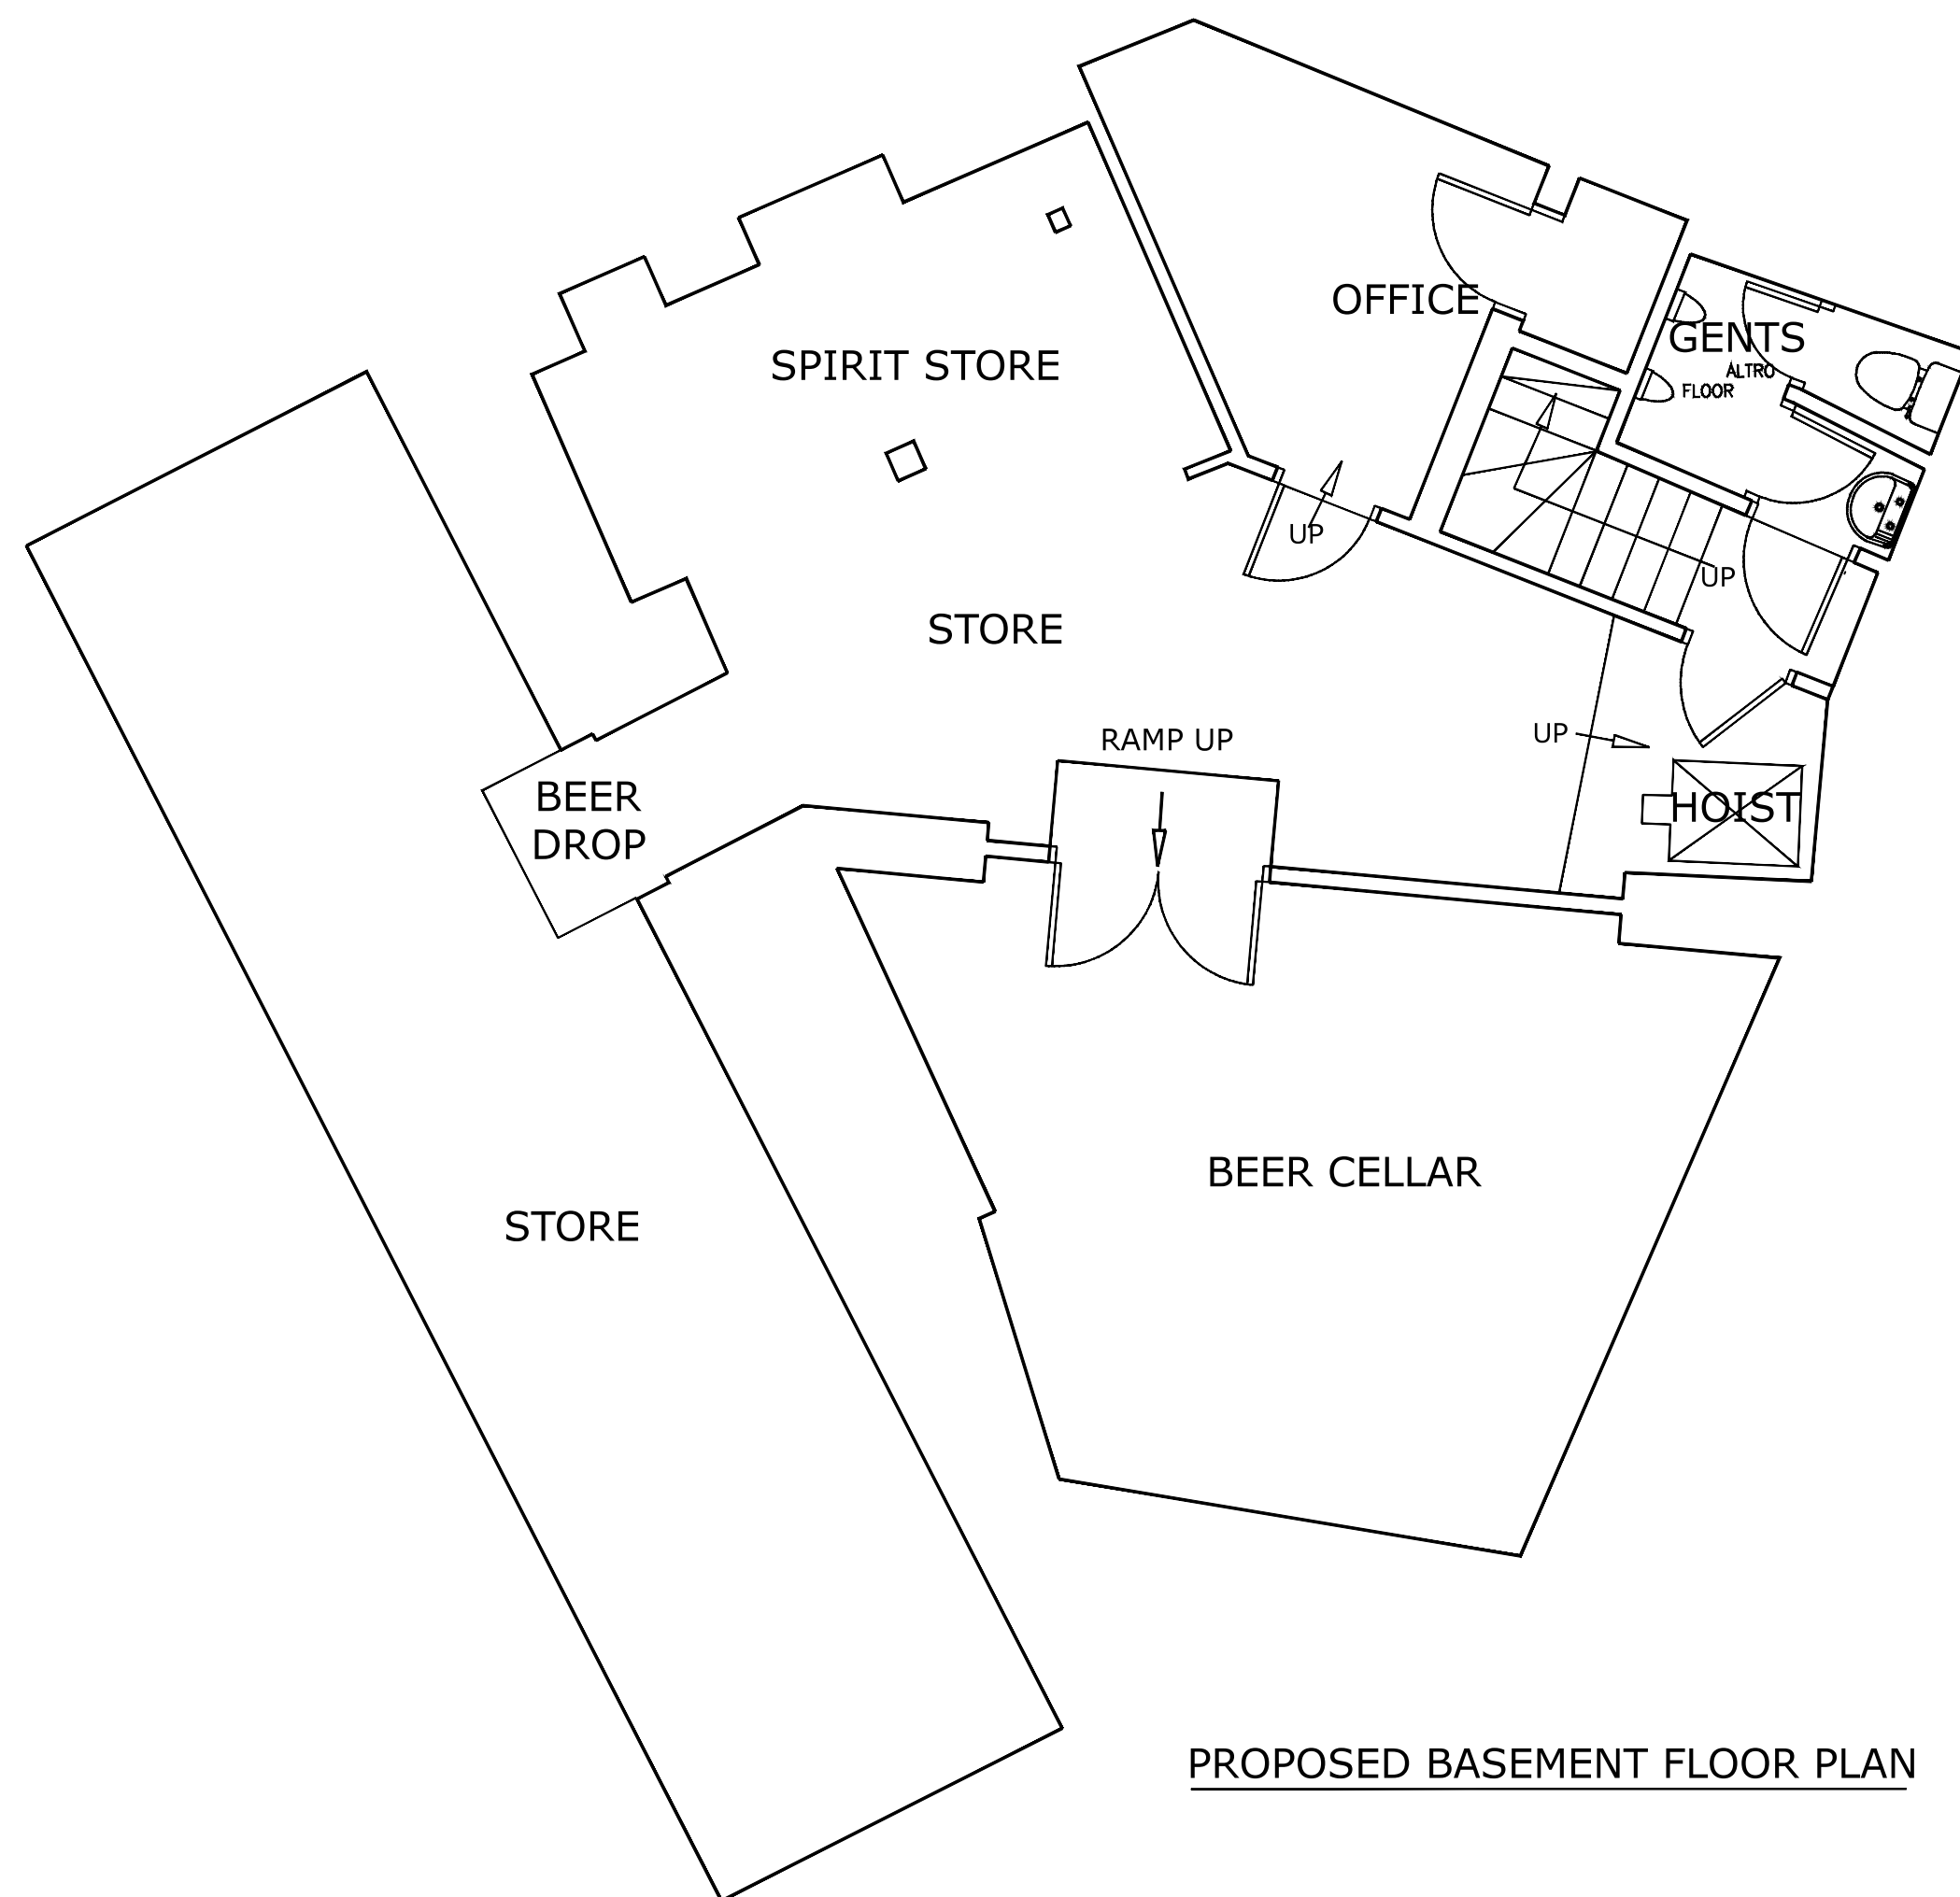 OFFICE
GENTS
ALTRO
FLOOR
SPIRIT STORE
UP
UP
STORE
RAMP UP
UP
BEER
DROP
HOIST
BEER CELLAR
STORE
PROPOSED BASEMENT FLOOR PLAN